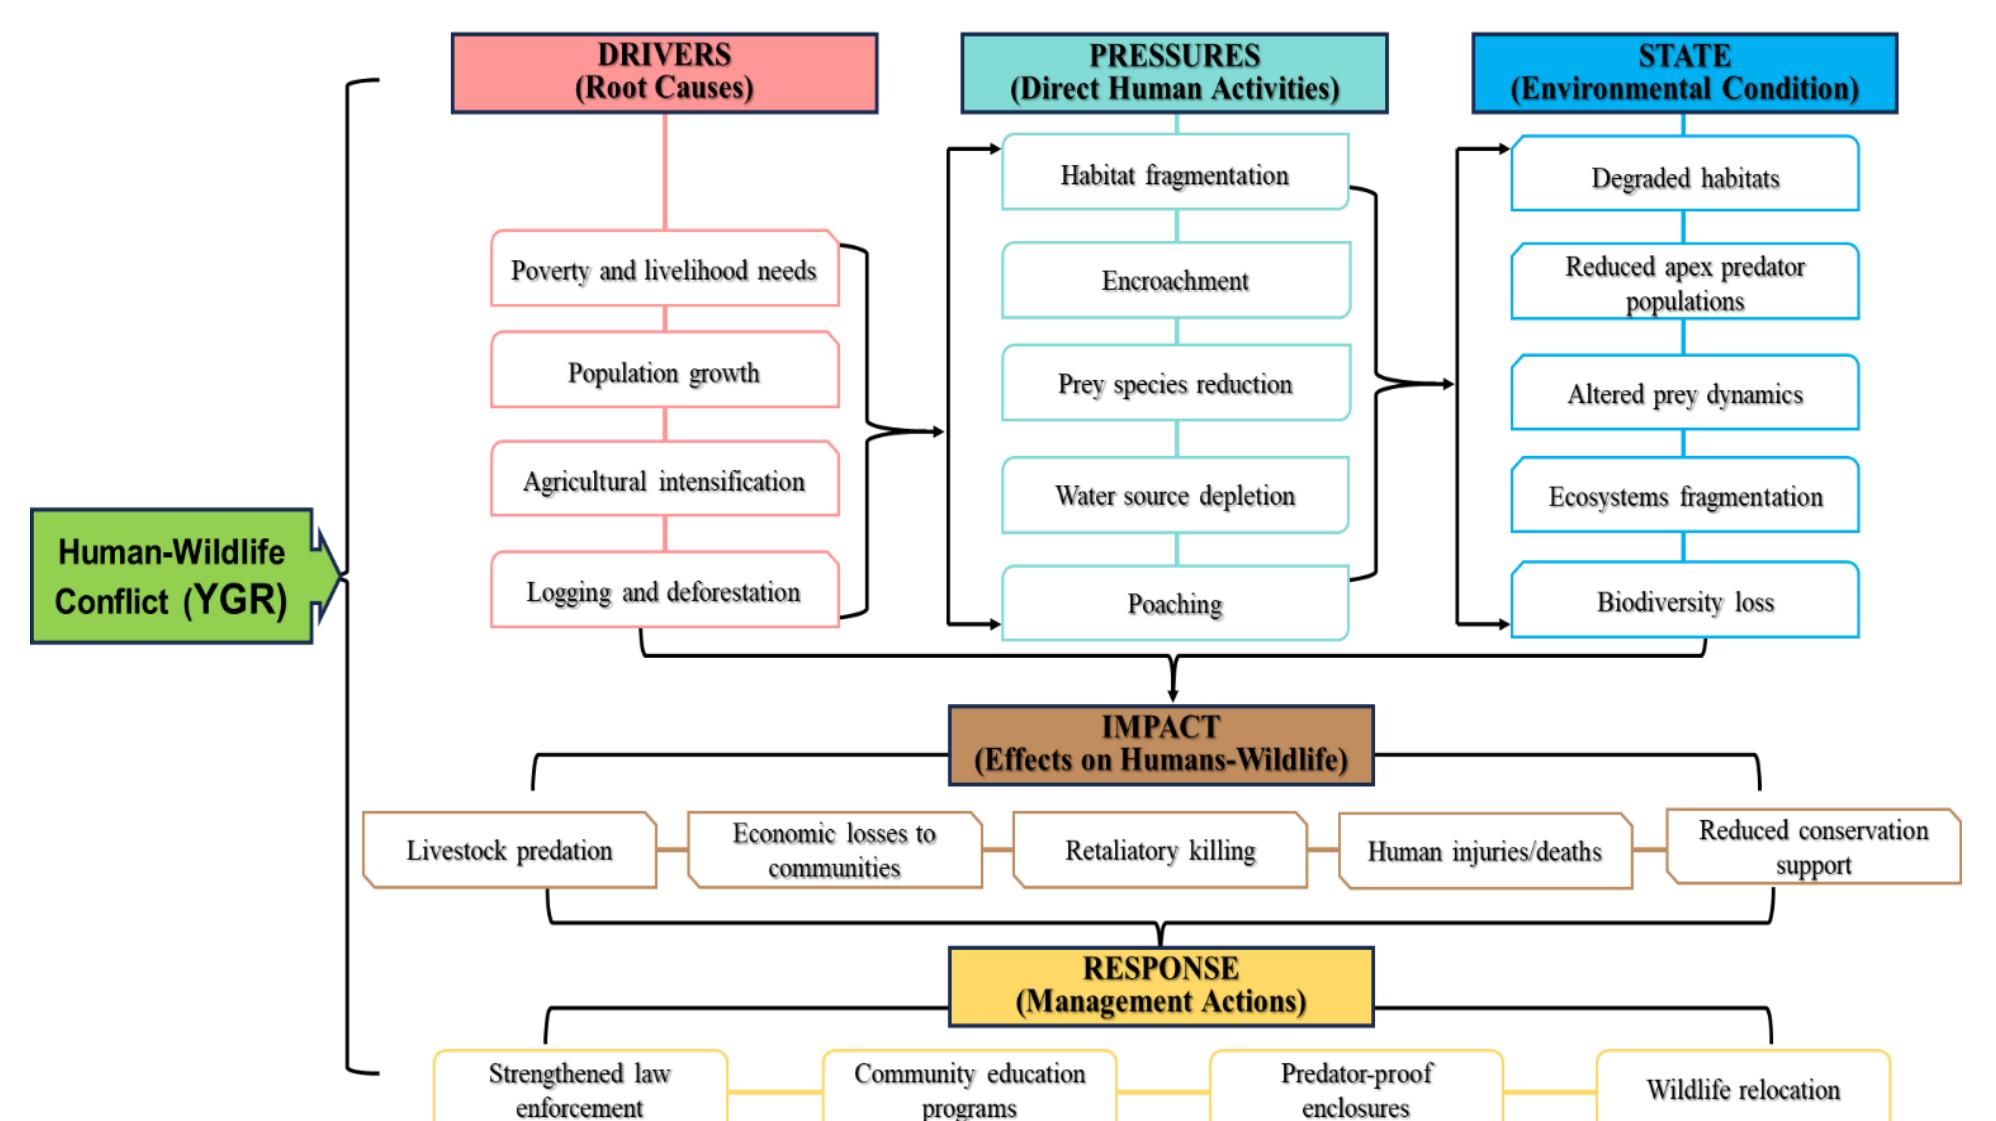 DRIVERS
(Root Causes)
PRESSURES
(Direct Human Activities)
STATE
(Environmental Condition)
Poverty and livelihood needs
Population growth
Agricultural intensification
Logging and deforestation
Habitat fragmentation
Encroachment
Prey species reduction
Water source depletion
Poaching
Degraded habitats
Reduced apex predator
populations
Altered prey dynamics
Ecosystems fragmentation
Biodiversity loss
Human-Wildlife
Conflict (YGR)
IMPACT
(Effects on Humans-Wildlife)
Livestock predation
Economic losses to
communities
Retaliatory killing
Human injuries/deaths
Reduced conservation
support
RESPONSE
(Management Actions)
Strengthened law
enforcement
Community education
programs
Predator-proof
enclosures
Wildlife relocation